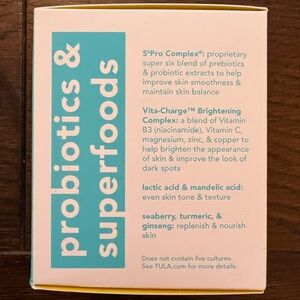 probiotics &
superfoods
S⁶Pro Complex®: proprietary
super six blend of prebiotics
& probiotic extracts to help
improve skin smoothness &
maintain skin balance
Vita-Charge™ Brightening
Complex: a blend of Vitamin
B3 (niacinamide), Vitamin C,
magnesium, zinc, & copper to
help brighten the appearance
of skin & improve the look of
dark spots
lactic acid & mandelic acid:
even skin tone & texture
seaberry, turmeric, &
ginseng: replenish & nourish
skin
Does not contain live cultures.
See TULA.com for more details.